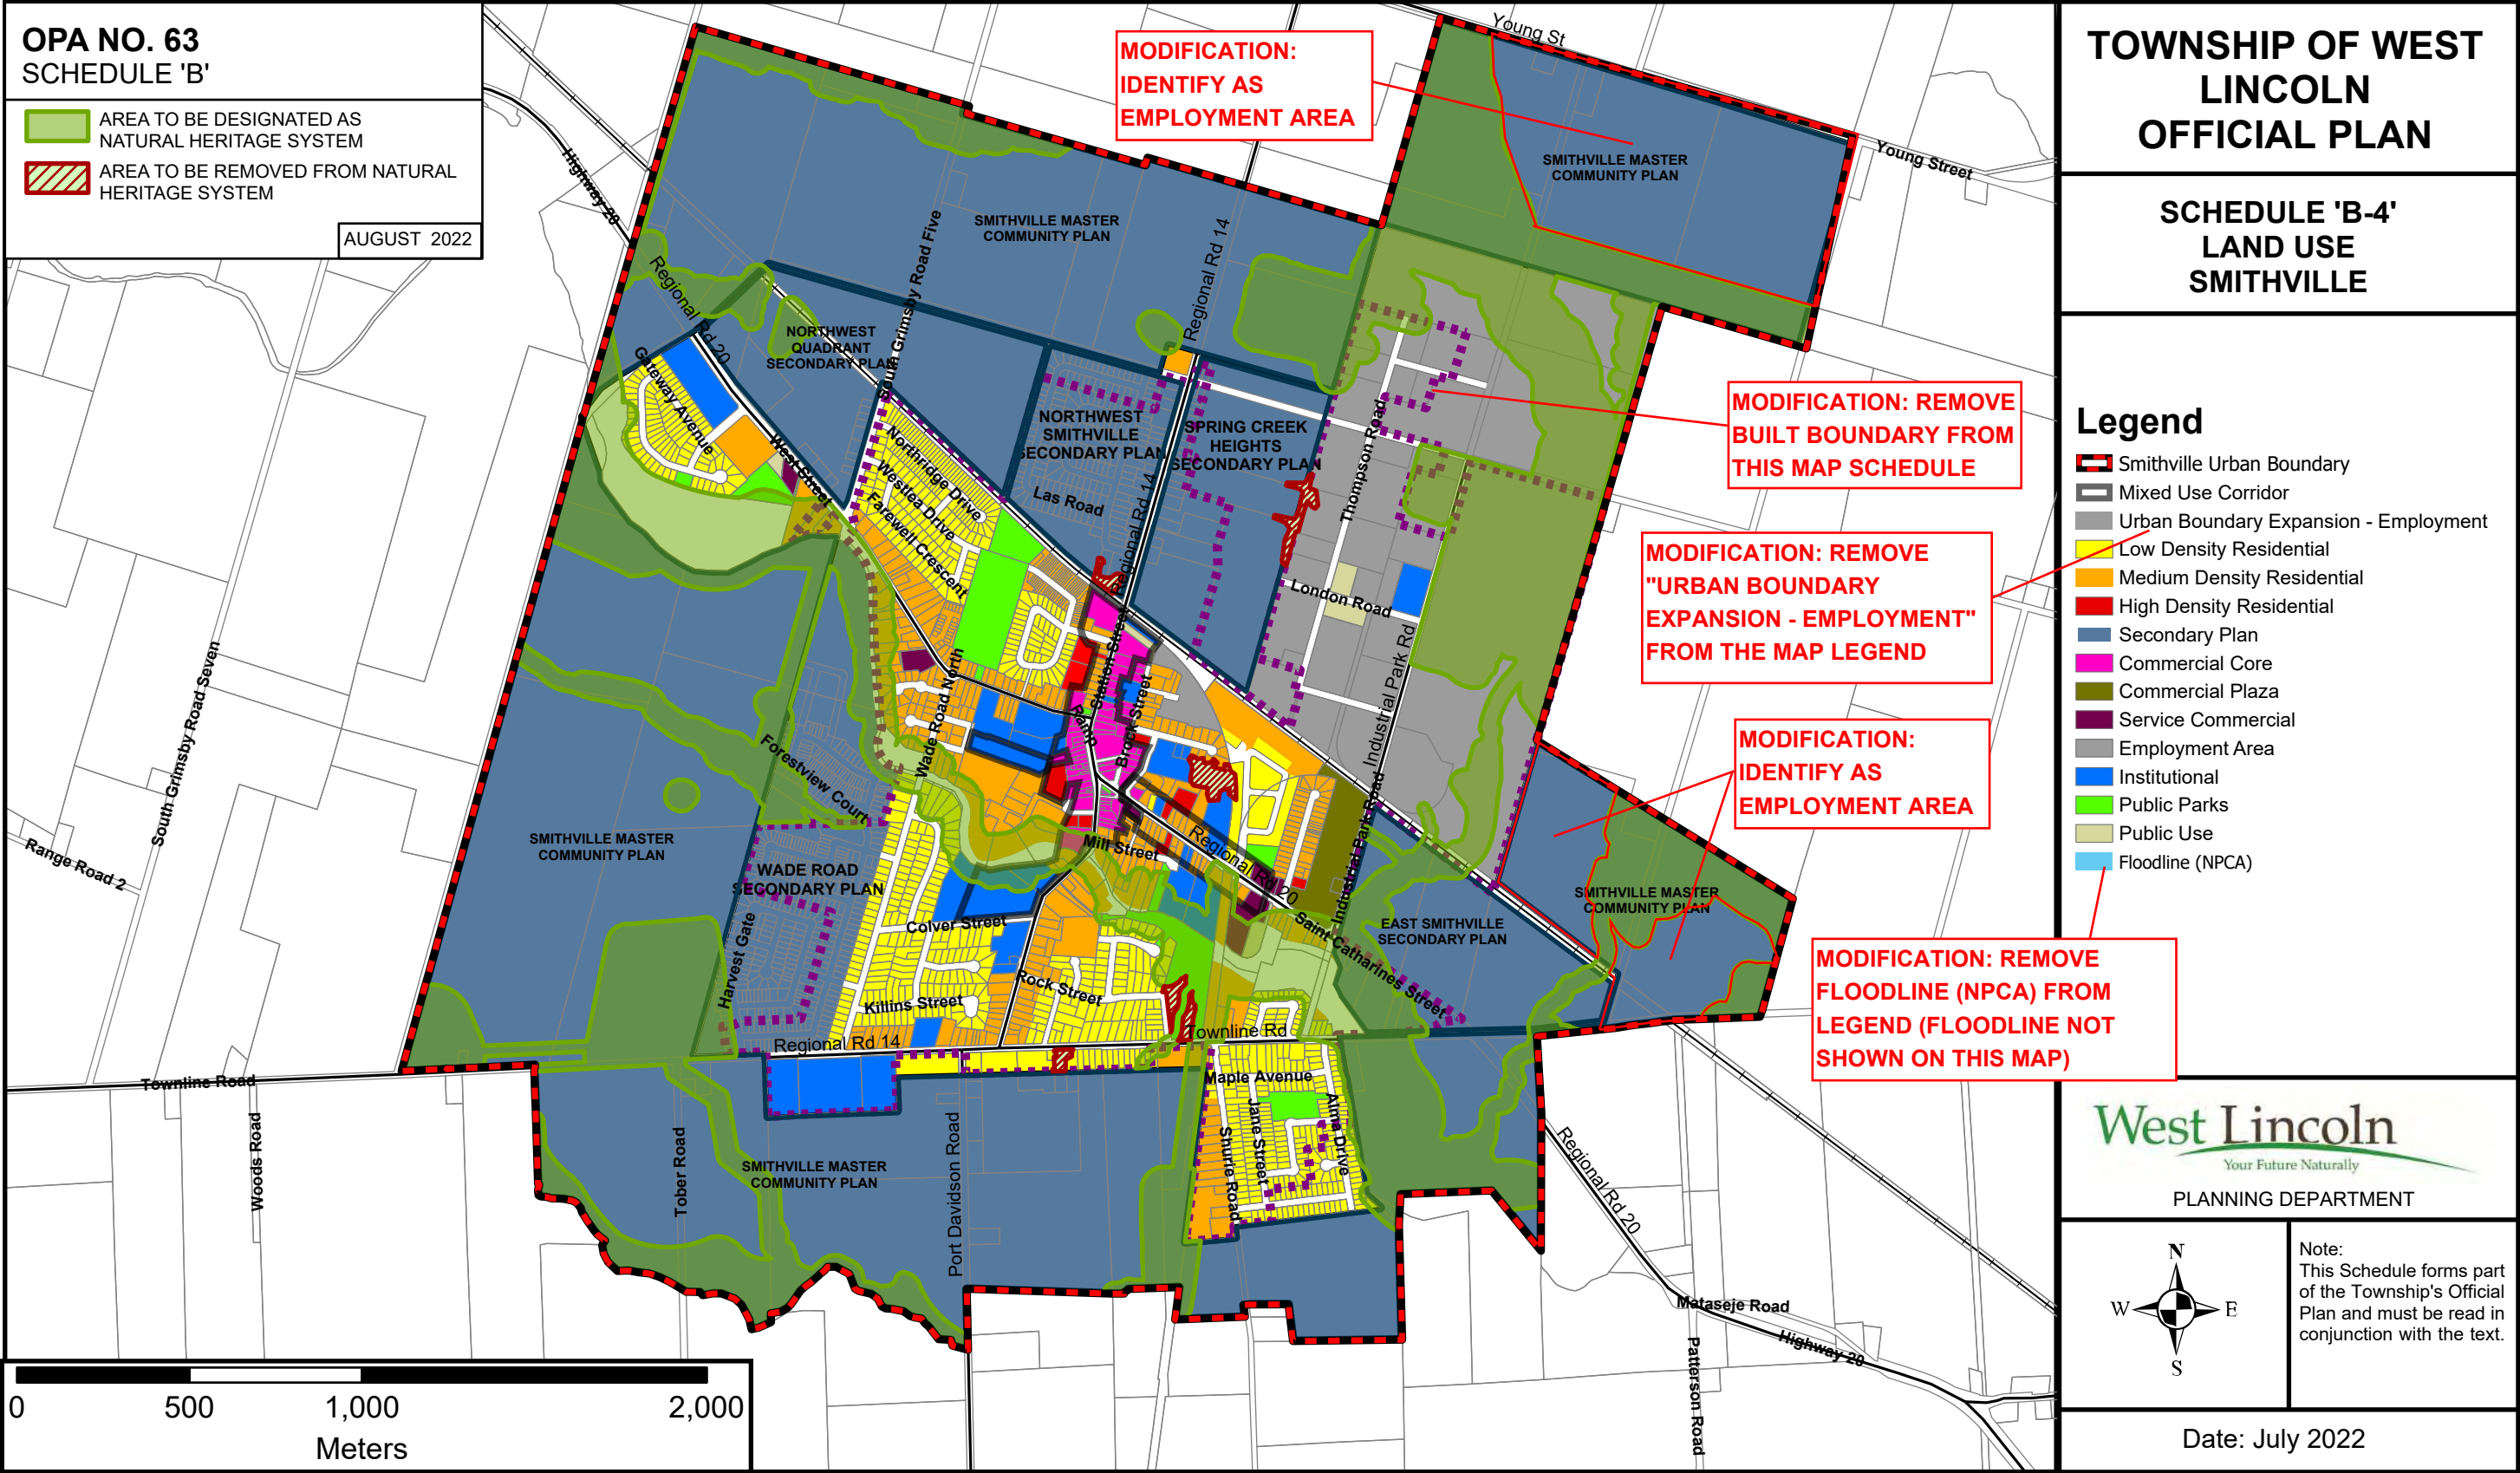 OPA NO. 63
SCHEDULE 'B'
AREA TO BE DESIGNATED AS
NATURAL HERITAGE SYSTEM
AREA TO BE REMOVED FROM NATURAL
HERITAGE SYSTEM
AUGUST 2022
MODIFICATION:
IDENTIFY AS
EMPLOYMENT AREA
Young St
Young Street
SMITHVILLE MASTER
COMMUNITY PLAN
Highway 20
SMITHVILLE MASTER
COMMUNITY PLAN
South Grimsby Road Five
Regional Rd 14
Regional Rd 20
NORTHWEST
QUADRANT
SECONDARY PLAN
Gateway Avenue
West Street
Northridge Drive
Westlea Drive
Farewell Crescent
NORTHWEST
SMITHVILLE
SECONDARY PLAN
Las Road
Regional Rd 14
SPRING CREEK
HEIGHTS
SECONDARY PLAN
Thompson Road
London Road
Industrial Park Rd
MODIFICATION: REMOVE
BUILT BOUNDARY FROM
THIS MAP SCHEDULE
MODIFICATION: REMOVE
"URBAN BOUNDARY
EXPANSION - EMPLOYMENT"
FROM THE MAP LEGEND
MODIFICATION:
IDENTIFY AS
EMPLOYMENT AREA
South Grimsby Road Seven
Range Road 2
Wade Road North
Station Street
Ramp
Brock Street
Forestview Court
SMITHVILLE MASTER
COMMUNITY PLAN
WADE ROAD
SECONDARY PLAN
Harvest Gate
Mill Street
Regional Rd 20
Industrial Park Road
Saint Catharines Street
Colver Street
Killins Street
Rock Street
EAST SMITHVILLE
SECONDARY PLAN
SMITHVILLE MASTER
COMMUNITY PLAN
MODIFICATION: REMOVE
FLOODLINE (NPCA) FROM
LEGEND (FLOODLINE NOT
SHOWN ON THIS MAP)
Regional Rd 14
Townline Rd
Townline Road
Woods Road
Tober Road
SMITHVILLE MASTER
COMMUNITY PLAN
Port Davidson Road
Maple Avenue
Shurie Road
Jane Street
Alma Drive
Regional Rd 20
Mataseje Road
Highway 20
Patterson Road
0 500 1,000 2,000
Meters
TOWNSHIP OF WEST
LINCOLN
OFFICIAL PLAN
SCHEDULE 'B-4'
LAND USE
SMITHVILLE
Legend
Smithville Urban Boundary
Mixed Use Corridor
Urban Boundary Expansion - Employment
Low Density Residential
Medium Density Residential
High Density Residential
Secondary Plan
Commercial Core
Commercial Plaza
Service Commercial
Employment Area
Institutional
Public Parks
Public Use
Floodline (NPCA)
West Lincoln
Your Future Naturally
PLANNING DEPARTMENT
N
W E
S
Note:
This Schedule forms part
of the Township's Official
Plan and must be read in
conjunction with the text.
Date: July 2022